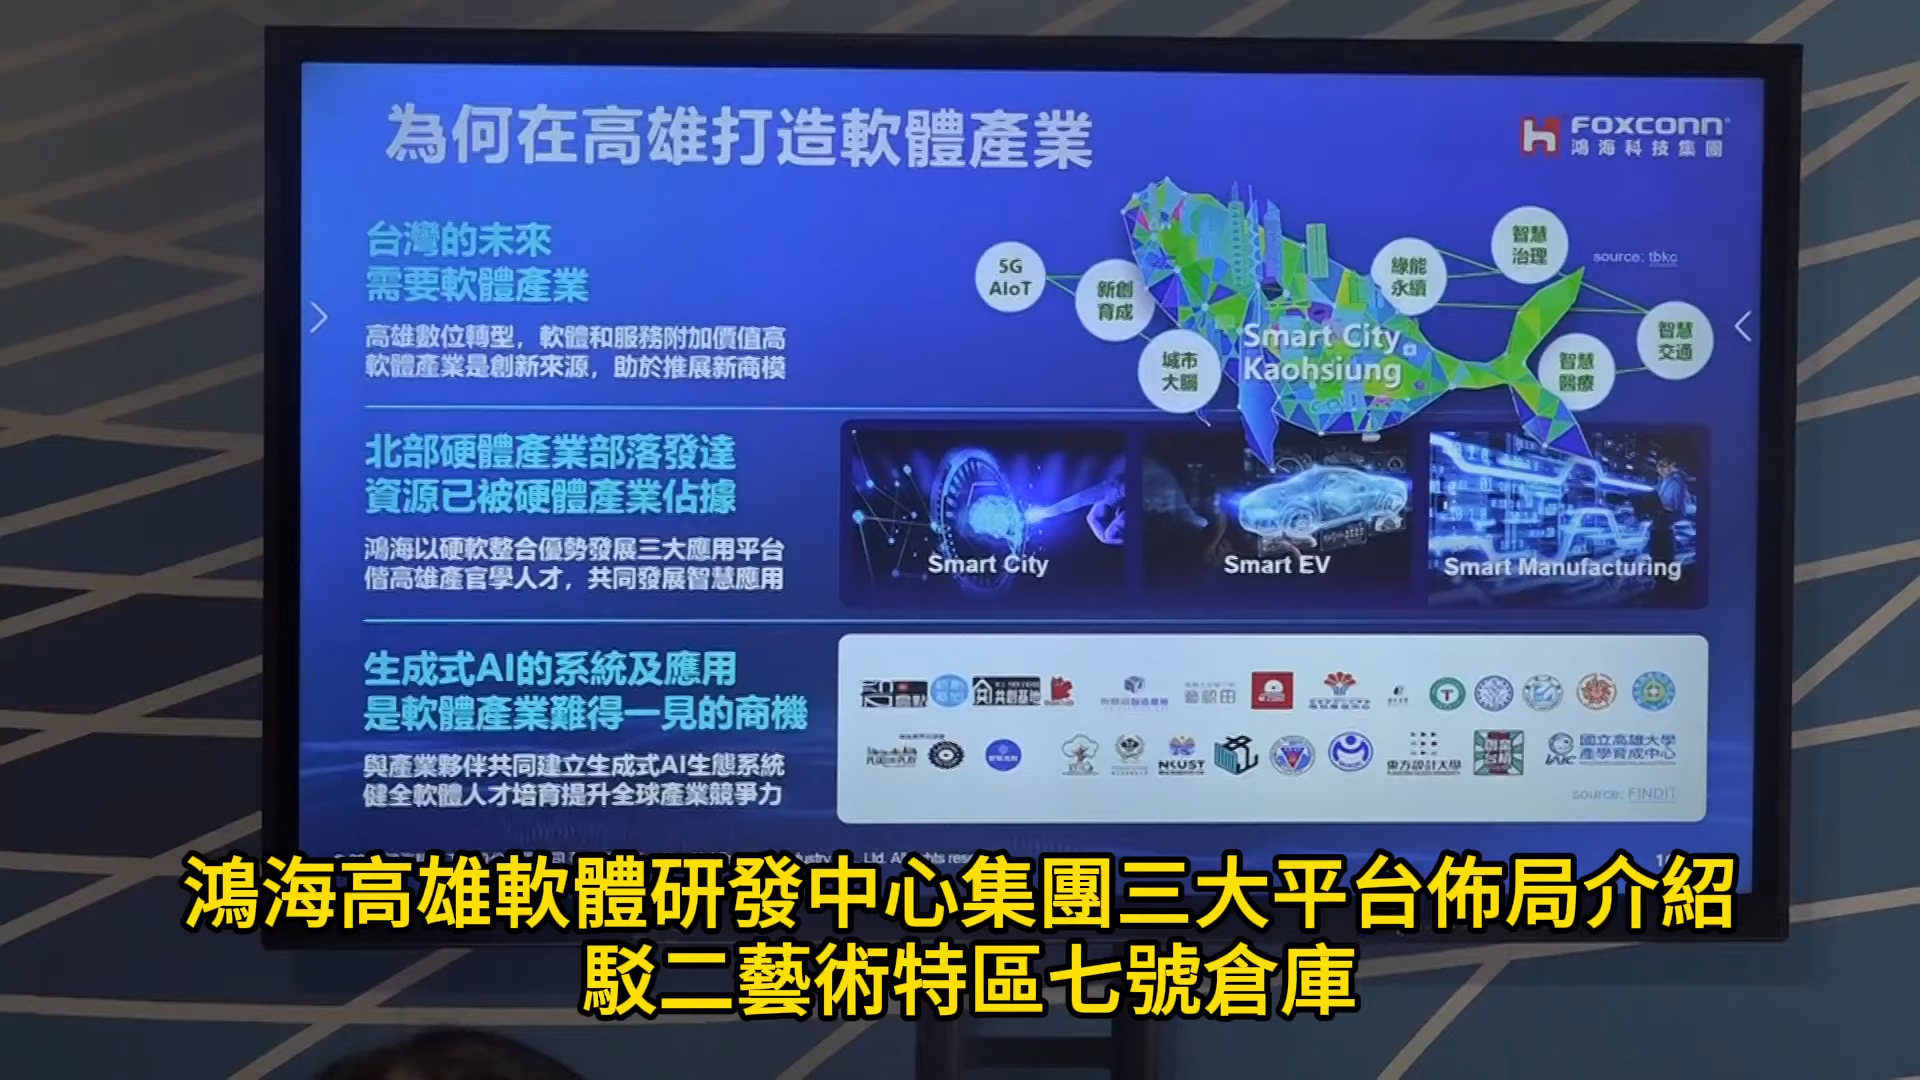 為何在高雄打造軟體產業
FOXCONN
鴻海科技集團
台灣的未來
需要軟體產業
高雄數位轉型，軟體和服務附加價值高
軟體產業是創新來源，助於推展新商模
5G
AIoT
新創
育成
城市
大腦
Smart City
Kaohsiung
綠能
永續
智慧
治理
source: tbkc
智慧
交通
智慧
醫療
北部硬體產業部落發達
資源已被硬體產業佔據
鴻海以硬軟整合優勢發展三大應用平台
偕高雄產官學人才，共同發展智慧應用
Smart City
Smart EV
Smart Manufacturing
生成式AI的系統及應用
是軟體產業難得一見的商機
與產業夥伴共同建立生成式AI生態系統
健全軟體人才培育提升全球產業競爭力
共創基地
NKUST
東方設計大學
國立高雄大學
產學育成中心
source: FINDIT
鴻海高雄軟體研發中心集團三大平台佈局介紹
駁二藝術特區七號倉庫